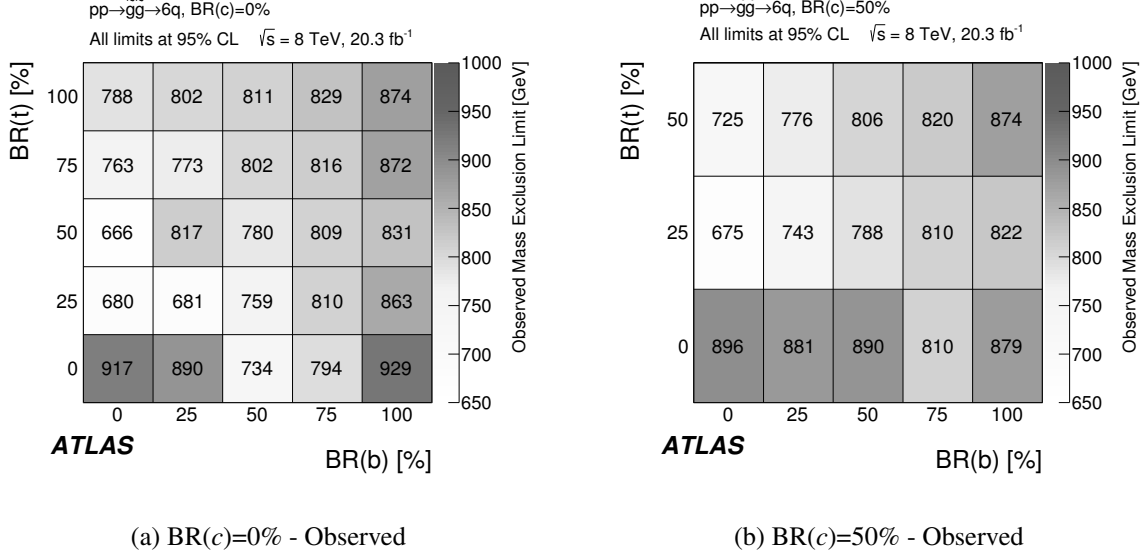 pp→g̃g̃→6q, BR(c)=0%
All limits at 95% CL √s = 8 TeV, 20.3 fb⁻¹
BR(t) [%]
100 788 802 811 829 874
75 763 773 802 816 872
50 666 817 780 809 831
25 680 681 759 810 863
0 917 890 734 794 929
0 25 50 75 100
BR(b) [%]
ATLAS
1000
950
900
850
800
750
700
650
Observed Mass Exclusion Limit [GeV]
(a) BR(c)=0% - Observed
pp→g̃g̃→6q, BR(c)=50%
All limits at 95% CL √s = 8 TeV, 20.3 fb⁻¹
BR(t) [%]
50 725 776 806 820 874
25 675 743 788 810 822
0 896 881 890 810 879
0 25 50 75 100
BR(b) [%]
ATLAS
1000
950
900
850
800
750
700
650
Observed Mass Exclusion Limit [GeV]
(b) BR(c)=50% - Observed